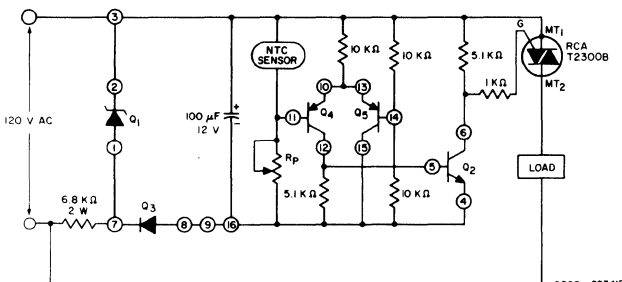 3
G
MT1
RCA
T2300B
MT2
NTC
SENSOR
10 KΩ
10 KΩ
5.1 KΩ
1 KΩ
2
10
13
120 V AC
Q1
100 µF
12 V
+
-
11
Q4
Q5
14
6
1
12
15
5
Q2
LOAD
RP
6.8 KΩ
2 W
Q3
5.1 KΩ
10 KΩ
4
7
8
9
16